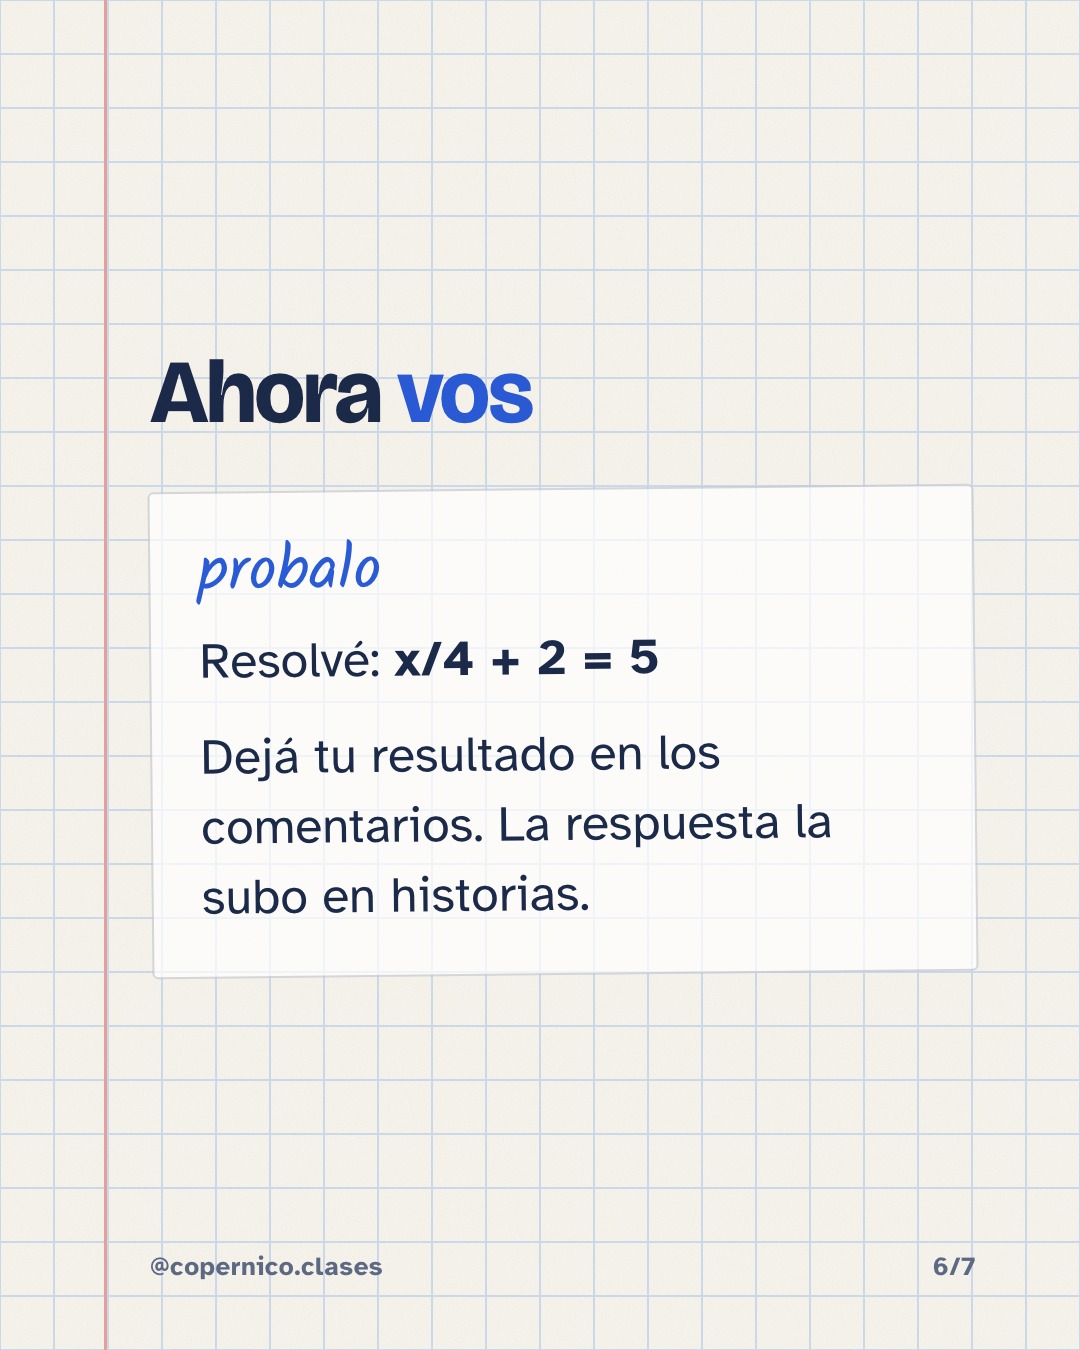 Ahora vos
probalo
Resolvé: x/4 + 2 = 5
Dejá tu resultado en los
comentarios. La respuesta la
subo en historias.
@copernico.clases
6/7